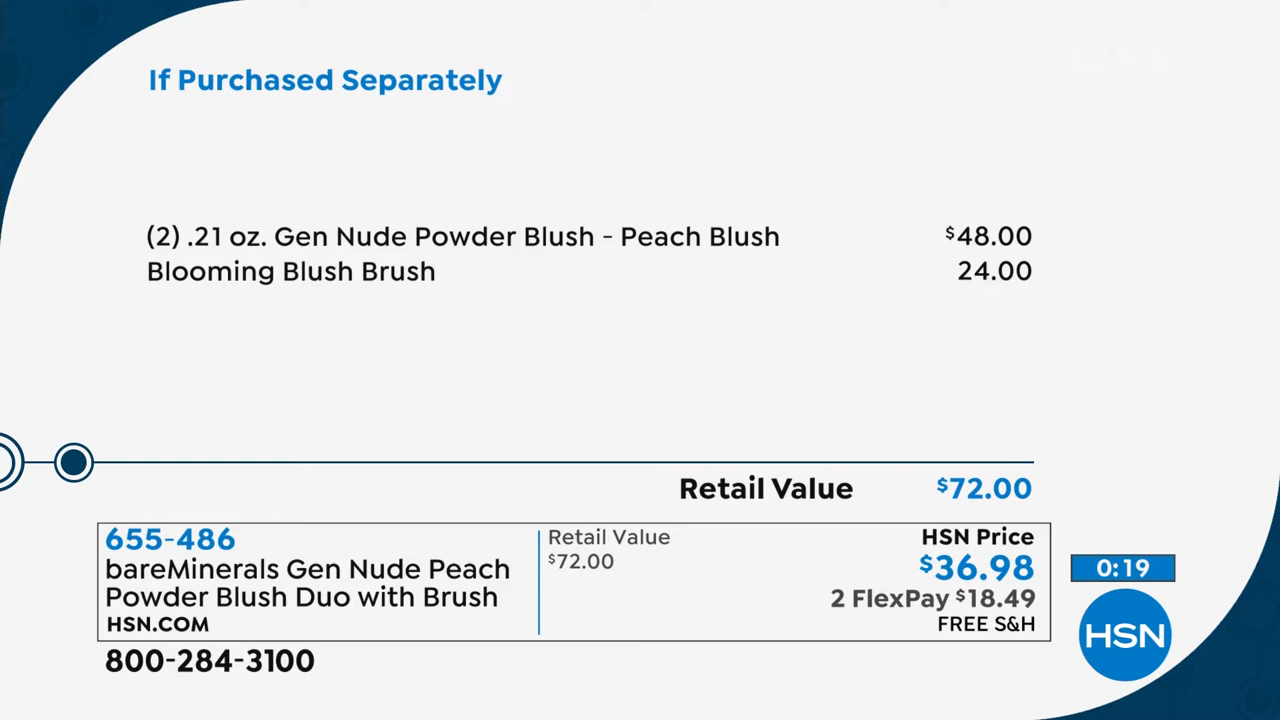 If Purchased Separately
(2) .21 oz. Gen Nude Powder Blush - Peach Blush $48.00
Blooming Blush Brush 24.00
Retail Value $72.00
655-486
bareMinerals Gen Nude Peach
Powder Blush Duo with Brush
HSN.COM
Retail Value
$72.00
HSN Price
$36.98
2 FlexPay $18.49
FREE S&H
0:19
HSN
800-284-3100